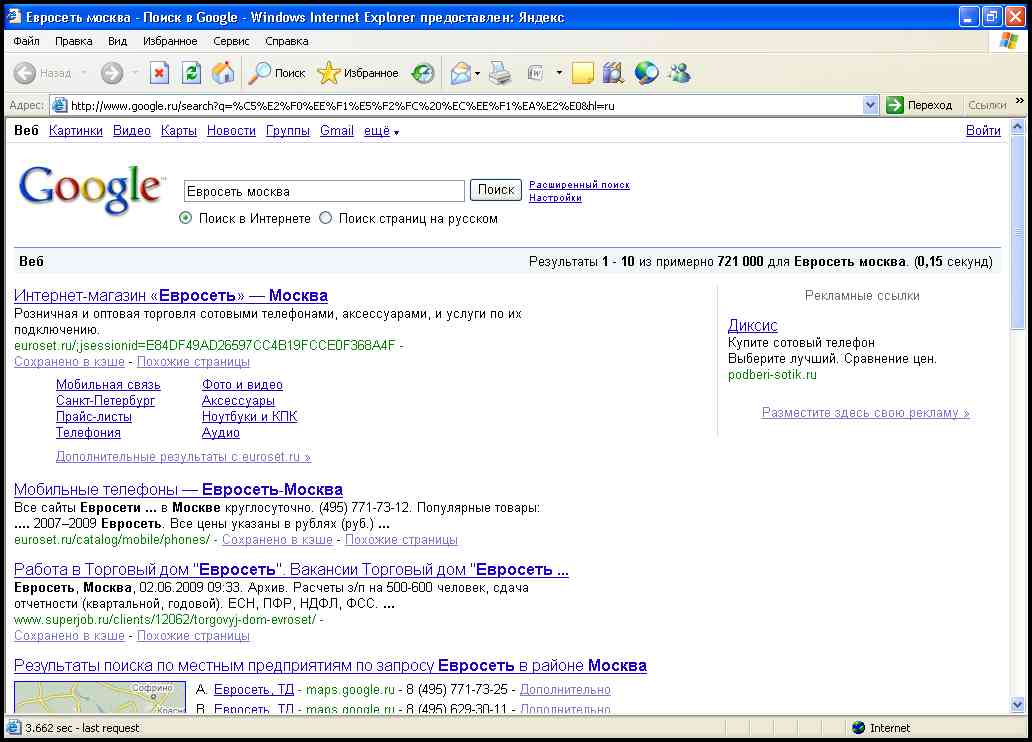 Евросеть москва - Поиск в Google - Windows Internet Explorer предоставлен: Яндекс
Файл Правка Вид Избранное Сервис Справка
Назад Поиск Избранное
Адрес: http://www.google.ru/search?q=%C5%E2%F0%EE%F1%E5%F2%FC%20%EC%EE%F1%EA%E2%E0&hl=ru Переход Ссылки »
Веб Картинки Видео Карты Новости Группы Gmail ещё ▾ Войти
Google™
Евросеть москва Поиск Расширенный поиск
Настройки
Поиск в Интернете Поиск страниц на русском
Веб Результаты 1 - 10 из примерно 721 000 для Евросеть москва. (0,15 секунд)
Интернет-магазин «Евросеть» — Москва
Розничная и оптовая торговля сотовыми телефонами, аксессуарами, и услуги по их
подключению.
euroset.ru/;jsessionid=E84DF49AD26597CC4B19FCCE0F368A4F -
Сохранено в кэше - Похожие страницы
Мобильная связь Фото и видео
Санкт-Петербург Аксессуары
Прайс-листы Ноутбуки и КПК
Телефония Аудио
Дополнительные результаты с euroset.ru »
Рекламные ссылки
Диксис
Купите сотовый телефон
Выберите лучший. Сравнение цен.
podberi-sotik.ru
Разместите здесь свою рекламу »
Мобильные телефоны — Евросеть-Москва
Все сайты Евросети ... в Москве круглосуточно. (495) 771-73-12. Популярные товары:
.... 2007–2009 Евросеть. Все цены указаны в рублях (руб.) ...
euroset.ru/catalog/mobile/phones/ - Сохранено в кэше - Похожие страницы
Работа в Торговый дом "Евросеть". Вакансии Торговый дом "Евросеть ...
Евросеть, Москва, 02.06.2009 09:33. Архив. Расчеты з/п на 500-600 человек, сдача
отчетности (квартальной, годовой). ЕСН, ПФР, НДФЛ, ФСС. ...
www.superjob.ru/clients/12062/torgovyj-dom-evroset/ -
Сохранено в кэше - Похожие страницы
Результаты поиска по местным предприятиям по запросу Евросеть в районе Москва
Софрино
A. Евросеть, ТД - maps.google.ru - 8 (495) 771-73-25 - Дополнительно
B. Евросеть, ТД - maps.google.ru - 8 (495) 629-30-11 - Дополнительно
3.662 sec - last request Internet